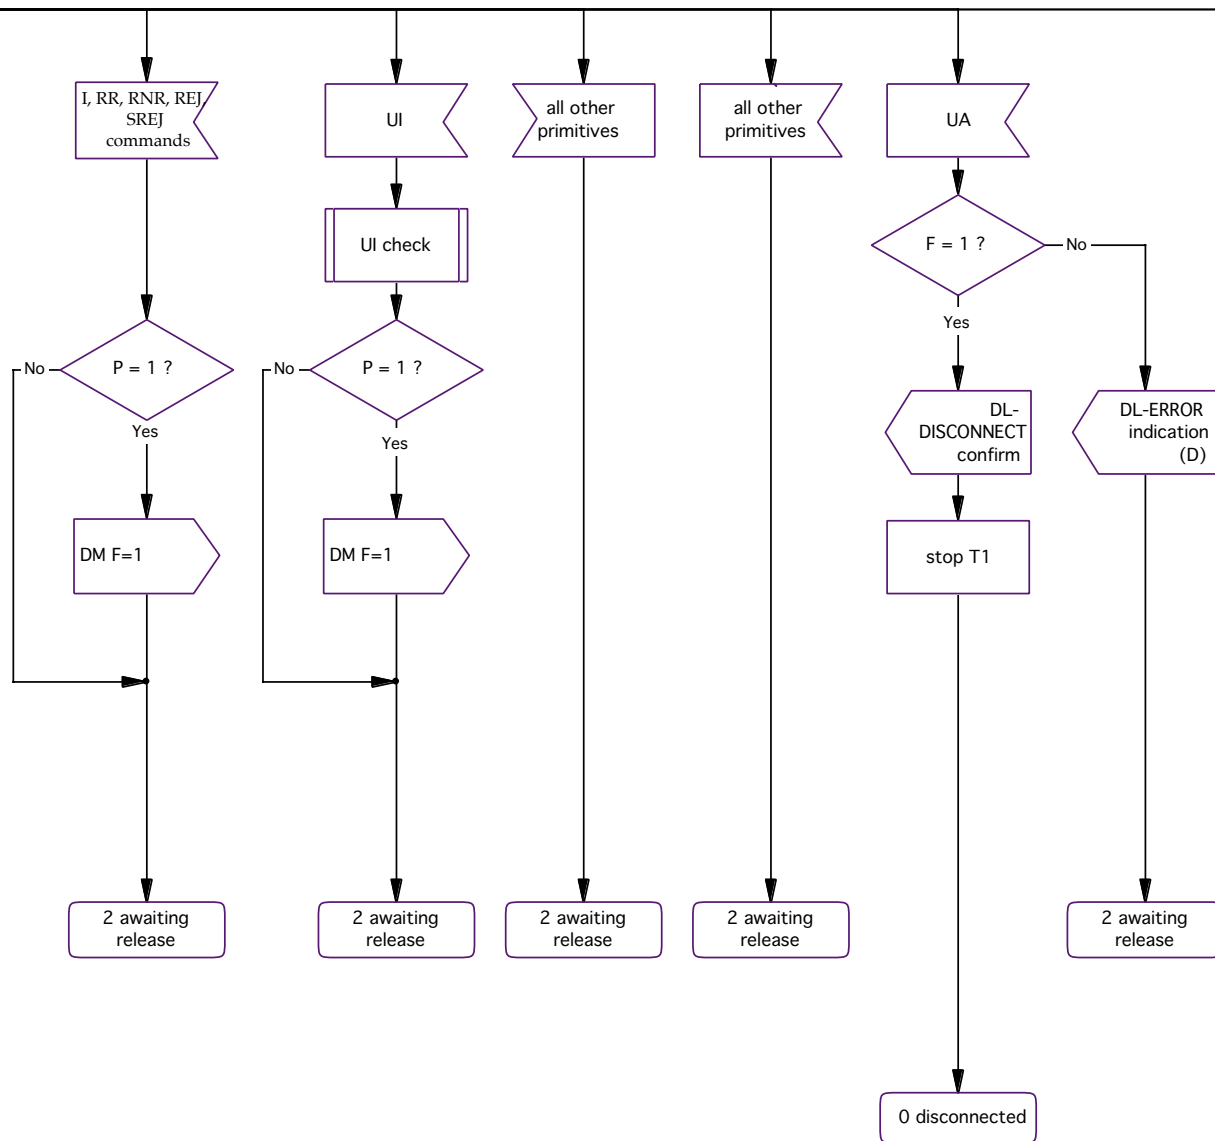 I, RR, RNR, REJ,
SREJ
commands
P = 1 ?
No
Yes
DM F=1
2 awaiting
release
UI
UI check
P = 1 ?
No
Yes
DM F=1
2 awaiting
release
all other
primitives
2 awaiting
release
all other
primitives
2 awaiting
release
UA
F = 1 ?
No
Yes
DL-
DISCONNECT
confirm
stop T1
0 disconnected
DL-ERROR
indication
(D)
2 awaiting
release